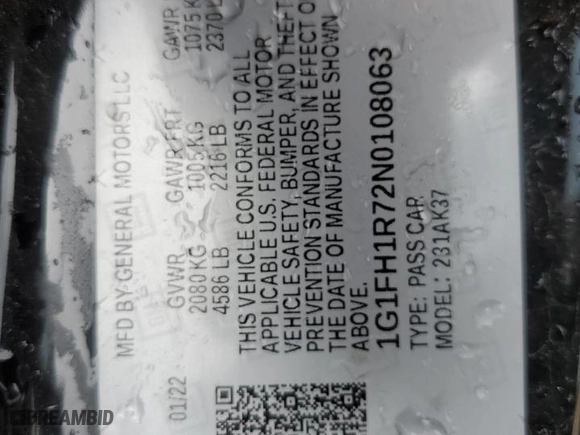 MFD BY GENERAL MOTORS LLC
01/22 GVWR GAWR FRT GAWR
2080 KG 1005 KG 1075 K
4586 LB 2216 LB 2370
THIS VEHICLE CONFORMS TO ALL
APPLICABLE U.S. FEDERAL MOTOR
VEHICLE SAFETY, BUMPER, AND THEFT
PREVENTION STANDARDS IN EFFECT O
THE DATE OF MANUFACTURE SHOWN
ABOVE.
1G1FH1R72N0108063
TYPE: PASS CAR
MODEL: 231AK37
BREAMBID